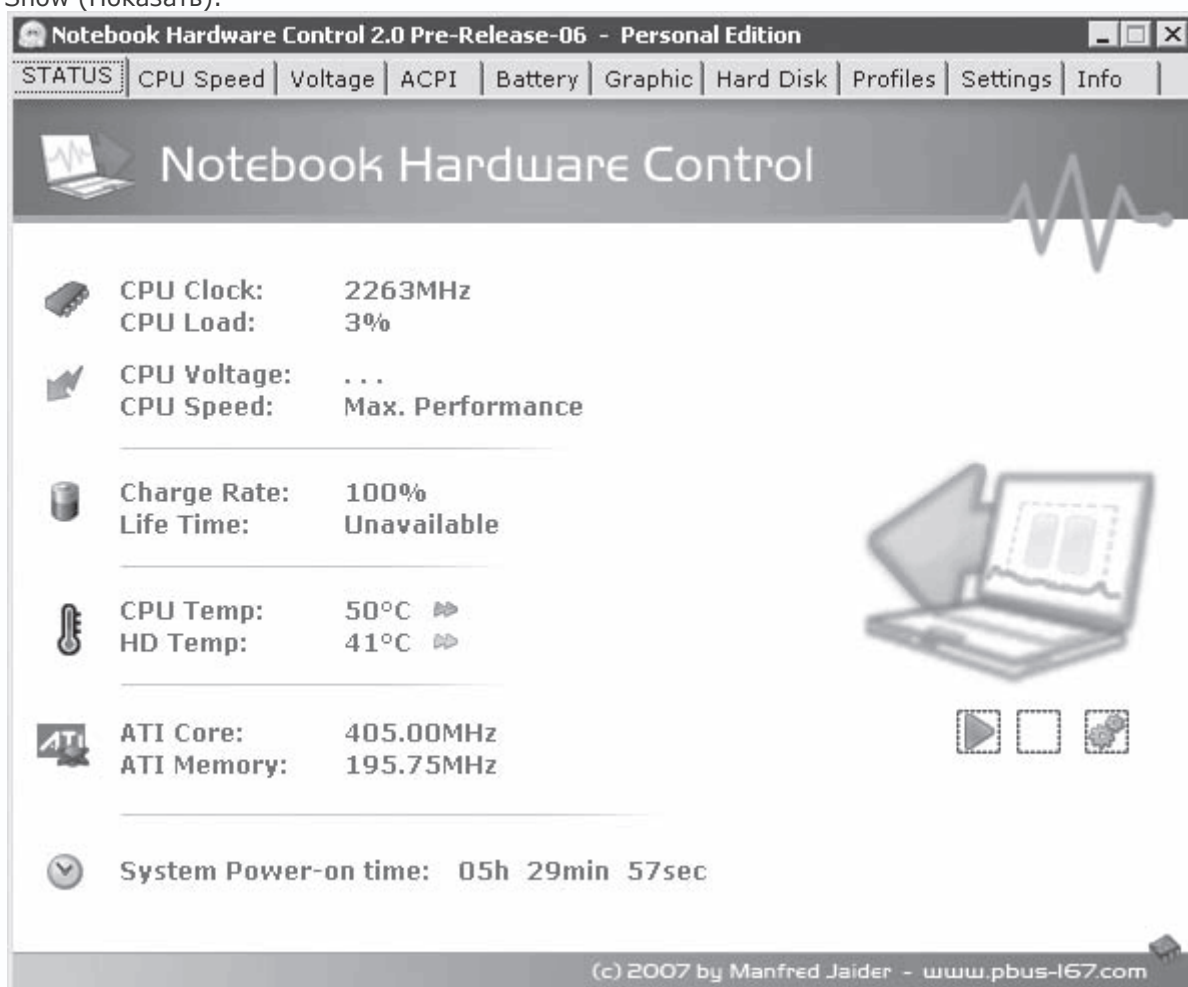 Show (Показать).
Notebook Hardware Control 2.0 Pre-Release-06 - Personal Edition
STATUS CPU Speed Voltage ACPI Battery Graphic Hard Disk Profiles Settings Info
Notebook Hardware Control
CPU Clock: 2263MHz
CPU Load: 3%
CPU Voltage: . . .
CPU Speed: Max. Performance
Charge Rate: 100%
Life Time: Unavailable
CPU Temp: 50°C
HD Temp: 41°C
ATI
ATI Core: 405.00MHz
ATI Memory: 195.75MHz
System Power-on time: 05h 29min 57sec
(c) 2007 by Manfred Jaider - www.pbus-167.com